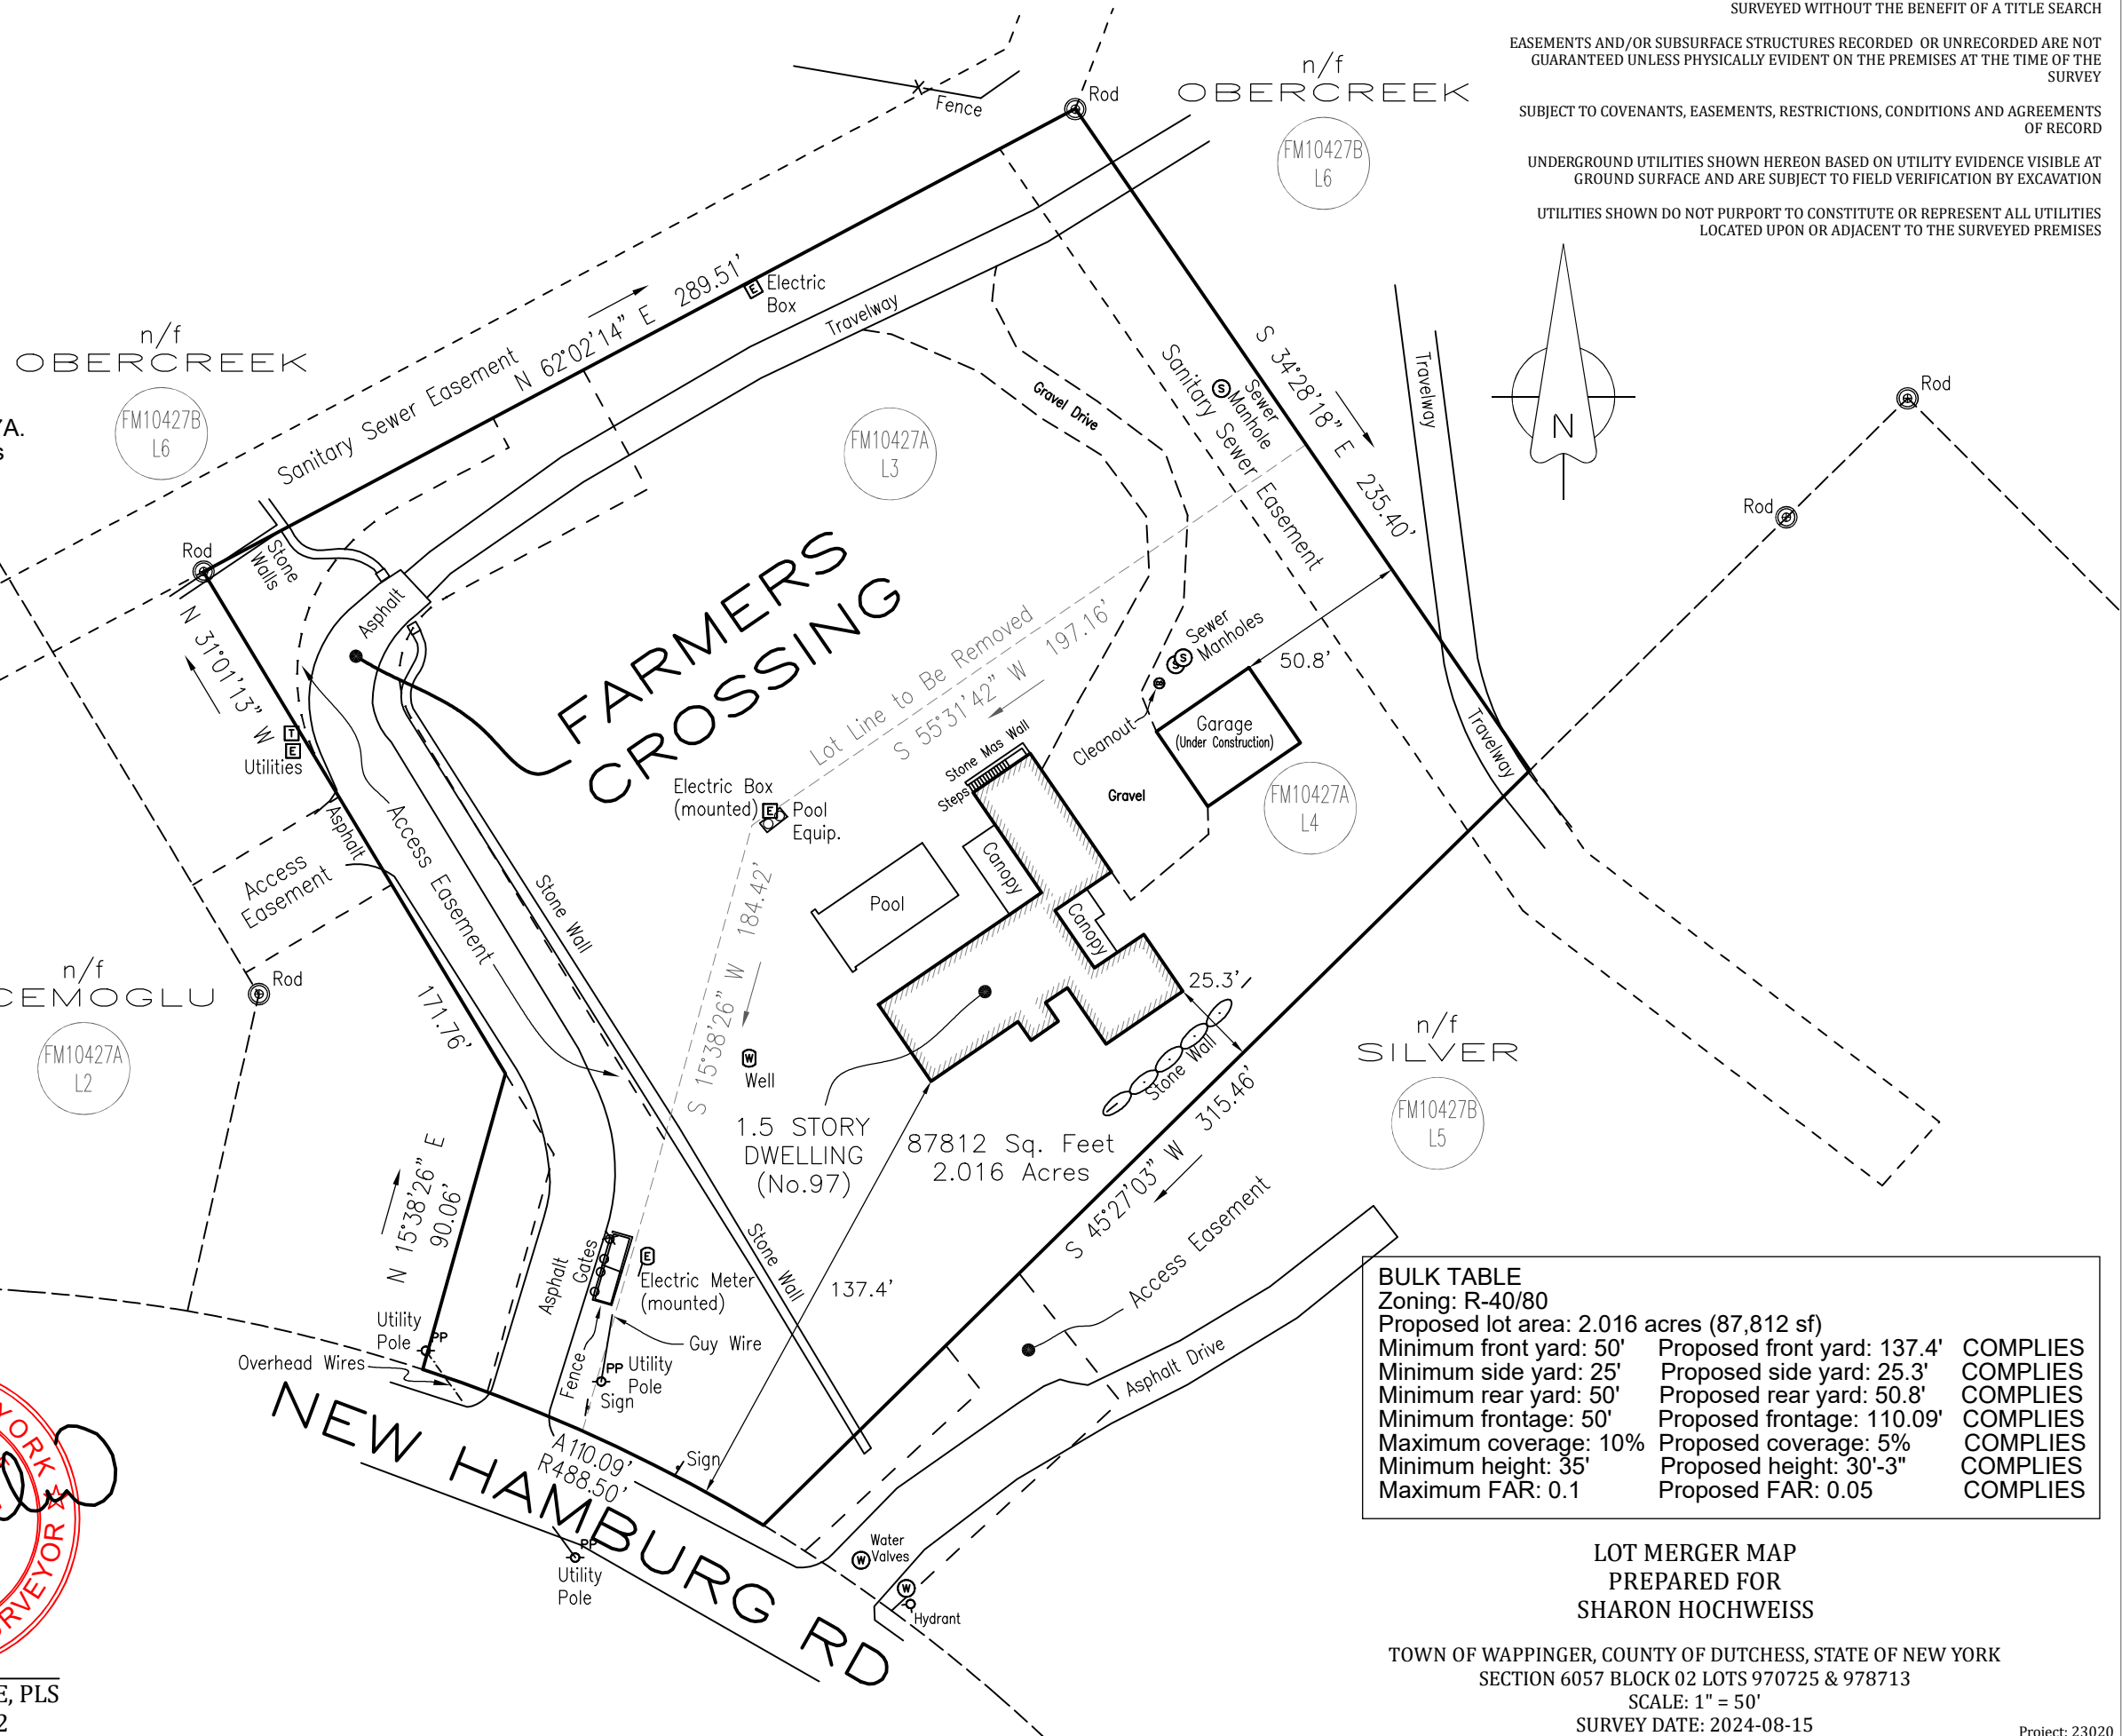 SURVEYED WITHOUT THE BENEFIT OF A TITLE SEARCH
EASEMENTS AND/OR SUBSURFACE STRUCTURES RECORDED OR UNRECORDED ARE NOT
GUARANTEED UNLESS PHYSICALLY EVIDENT ON THE PREMISES AT THE TIME OF THE
SURVEY
SUBJECT TO COVENANTS, EASEMENTS, RESTRICTIONS, CONDITIONS AND AGREEMENTS
OF RECORD
UNDERGROUND UTILITIES SHOWN HEREON BASED ON UTILITY EVIDENCE VISIBLE AT
GROUND SURFACE AND ARE SUBJECT TO FIELD VERIFICATION BY EXCAVATION
UTILITIES SHOWN DO NOT PURPORT TO CONSTITUTE OR REPRESENT ALL UTILITIES
LOCATED UPON OR ADJACENT TO THE SURVEYED PREMISES
n/f
OBERCREEK
FM10427B
L6
Rod
Fence
X
N
Rod
Rod
n/f
OBERCREEK
FM10427B
L6
7A.
s
Sanitary Sewer Easement
N 62°02'14" E 289.51'
E
Electric
Box
Travelway
Gravel Drive
FM10427A
L3
Sanitary Sewer Easement
S
Sewer
Manhole
S 34°28'18" E 235.40'
Travelway
Travelway
Rod
Stone
Walls
Asphalt
N 31°01'13" W
171.76'
T
E
Utilities
FARMERS
CROSSING
Lot Line to Be Removed
S 55°31'42" W 197.16'
S S
Sewer
Manholes
50.8'
Cleanout
Garage
(Under Construction)
Gravel
FM10427A
L4
Stone Mas Wall
Steps
Electric Box
(mounted)
E
Pool
Equip.
Canopy
Pool
Canopy
Asphalt
Access
Easement
Access Easement
Stone Wall
S 15°38'26" W 184.42'
W
Well
25.3'
Stone Wall
n/f
CEMOGLU
FM10427A
L2
Rod
1.5 STORY
DWELLING
(No.97)
87812 Sq. Feet
2.016 Acres
n/f
SILVER
FM10427B
L5
S 45°27'03" W 315.46'
Access Easement
N 15°38'26" E
90.06'
Asphalt
Gates
E
Electric Meter
(mounted)
Stone Wall
137.4'
Guy Wire
Utility
Pole
PP
Overhead Wires
Fence
PP
Utility
Pole
Sign
Sign
Asphalt Drive
A110.09'
R488.50'
NEW HAMBURG RD
PP
Utility
Pole
Water
Valves
W
W
Hydrant
BULK TABLE
Zoning: R-40/80
Proposed lot area: 2.016 acres (87,812 sf)
Minimum front yard: 50' Proposed front yard: 137.4' COMPLIES
Minimum side yard: 25' Proposed side yard: 25.3' COMPLIES
Minimum rear yard: 50' Proposed rear yard: 50.8' COMPLIES
Minimum frontage: 50' Proposed frontage: 110.09' COMPLIES
Maximum coverage: 10% Proposed coverage: 5% COMPLIES
Minimum height: 35' Proposed height: 30'-3" COMPLIES
Maximum FAR: 0.1 Proposed FAR: 0.05 COMPLIES
LOT MERGER MAP
PREPARED FOR
SHARON HOCHWEISS
TOWN OF WAPPINGER, COUNTY OF DUTCHESS, STATE OF NEW YORK
SECTION 6057 BLOCK 02 LOTS 970725 & 978713
SCALE: 1" = 50'
SURVEY DATE: 2024-08-15
Project: 23020
YORK
RVEYOR
E, PLS
2